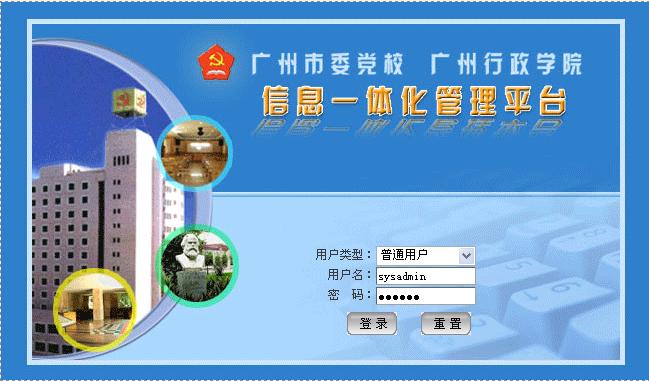 广州市委党校 广州行政学院
信息一体化管理平台
用户类型：普通用户
用户名：sysadmin
密 码：●●●●●●
登 录 重 置